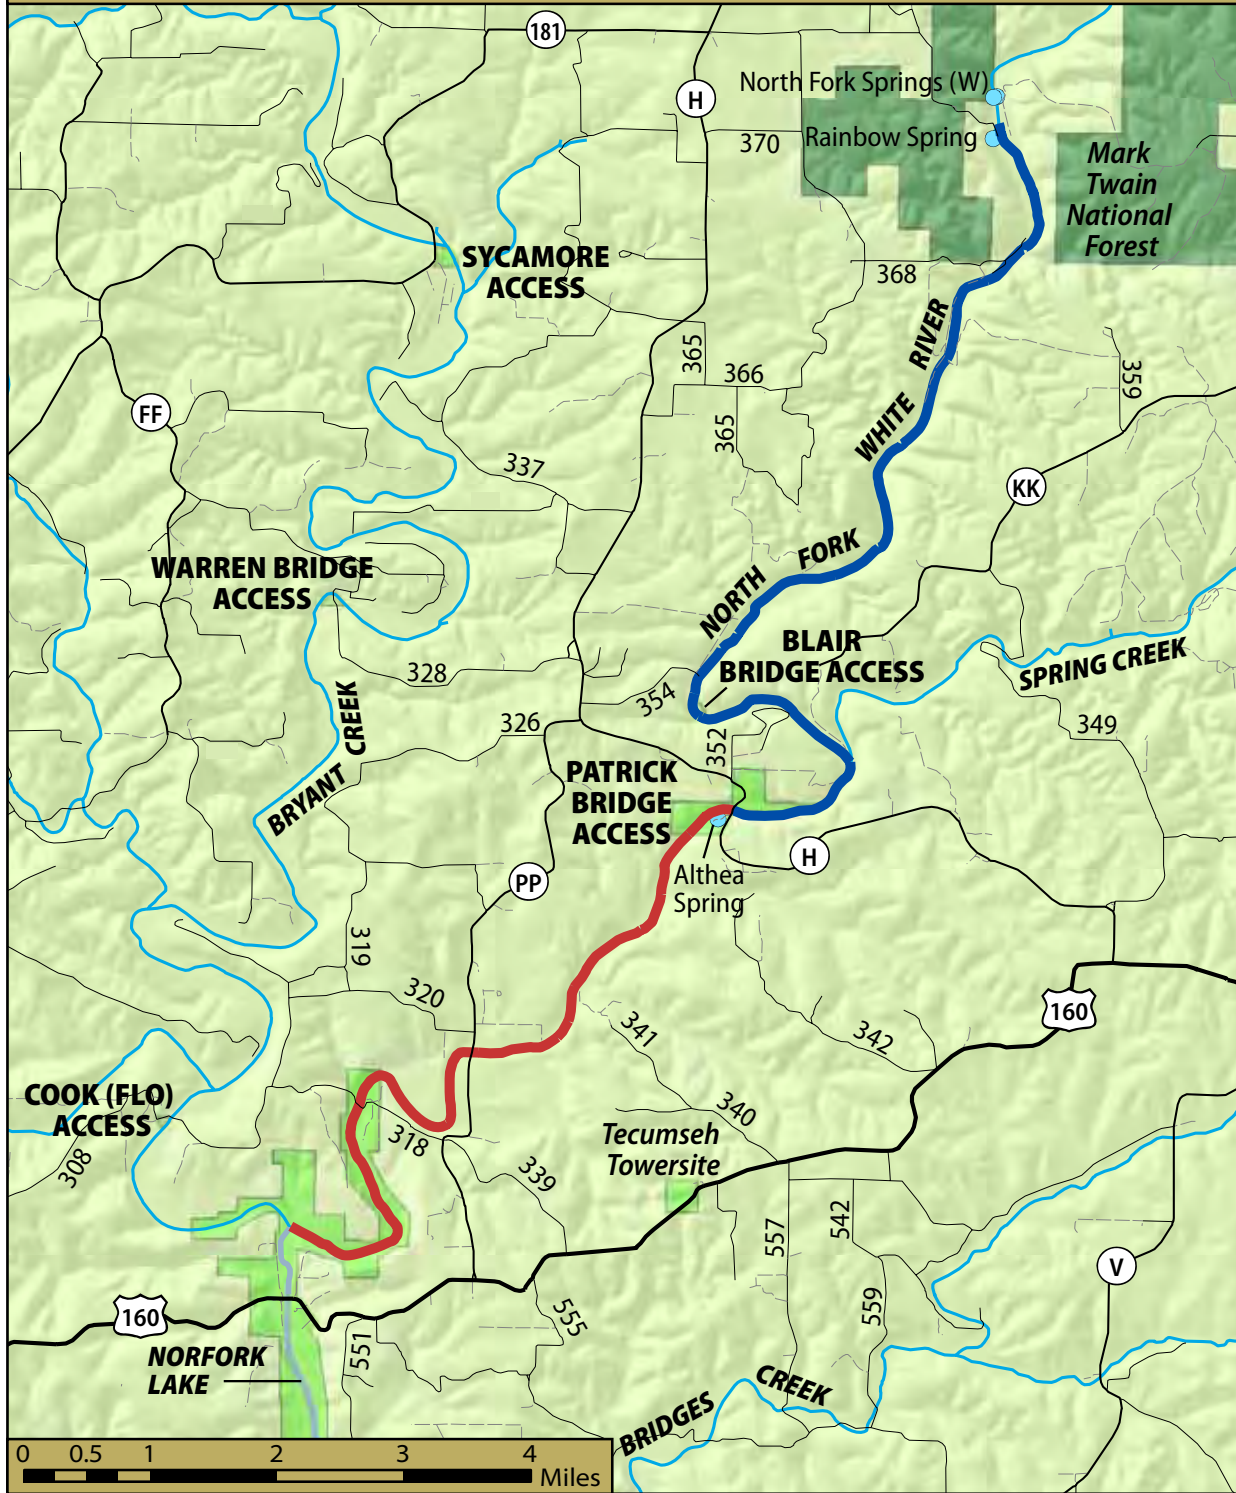 181
H
North Fork Springs (W)
370
Rainbow Spring
Mark
Twain
National
Forest
SYCAMORE
ACCESS
368
365
366
359
FF
365
WHITE RIVER
337
KK
WARREN BRIDGE
ACCESS
NORTH FORK
BLAIR
BRIDGE ACCESS
SPRING CREEK
328
354
326
352
349
BRYANT CREEK
PATRICK
BRIDGE
ACCESS
H
PP
Althea
Spring
319
320
160
341
342
COOK (FLO)
ACCESS
340
318
Tecumseh
Towersite
308
339
557
542
V
160
555
559
551
NORFORK
LAKE
BRIDGES CREEK
0 0.5 1 2 3 4
Miles